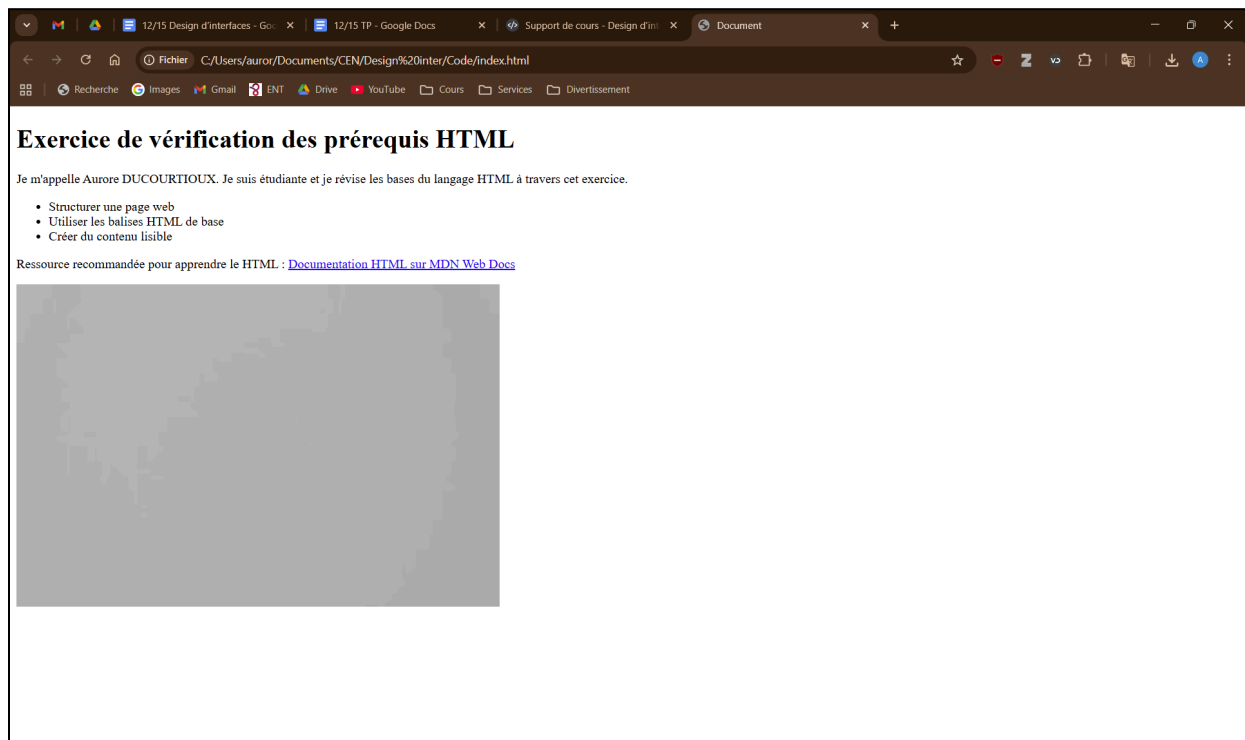 12/15 Design d'interfaces - Goo
12/15 TP - Google Docs
Support de cours - Design d'int
Document
Fichier C:/Users/auror/Documents/CEN/Design%20inter/Code/index.html
Recherche Images Gmail ENT Drive YouTube Cours Services Divertissement
Exercice de vérification des prérequis HTML
Je m'appelle Aurore DUCOURTIOUX. Je suis étudiante et je révise les bases du langage HTML à travers cet exercice.
Structurer une page web
Utiliser les balises HTML de base
Créer du contenu lisible
Ressource recommandée pour apprendre le HTML : Documentation HTML sur MDN Web Docs